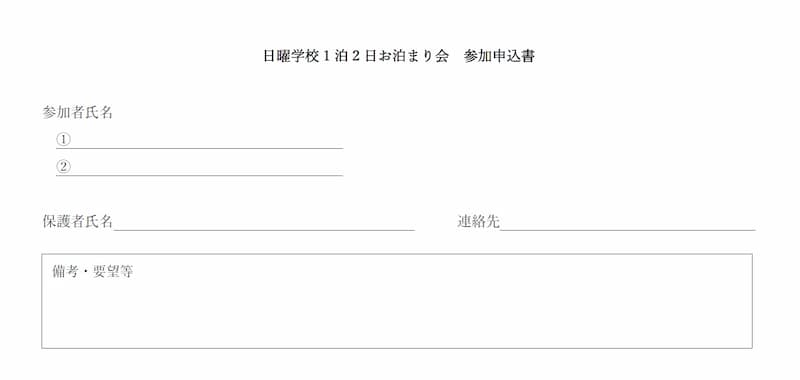 日曜学校１泊２日お泊まり会　参加申込書
参加者氏名
①
②
保護者氏名　連絡先
備考・要望等